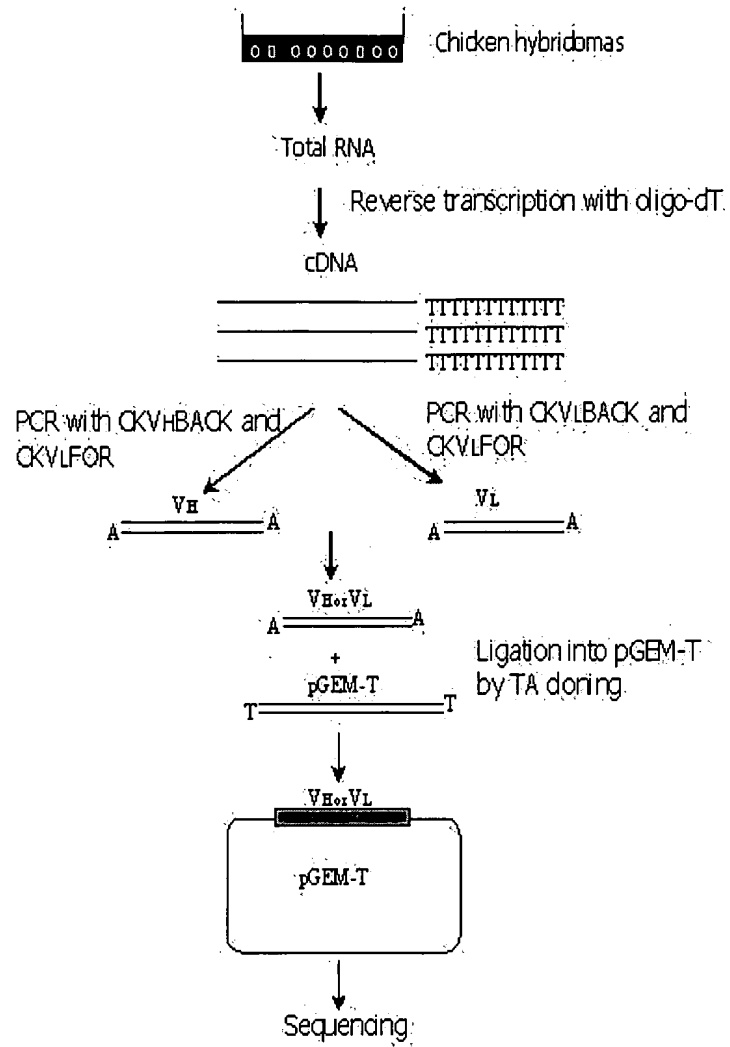 Chicken hybridomas
Total RNA
Reverse transcription with oligo-dT
cDNA
TTTTTTTTTTTT
TTTTTTTTTTTT
TTTTTTTTTTTT
PCR with CKVHBACK and
CKVLFOR
PCR with CKVLBACK and
CKVLFOR
VH
A A
VL
A A
VH or VL
A A
+
pGEM-T
T T
Ligation into pGEM-T
by TA cloning
VH or VL
pGEM-T
Sequencing